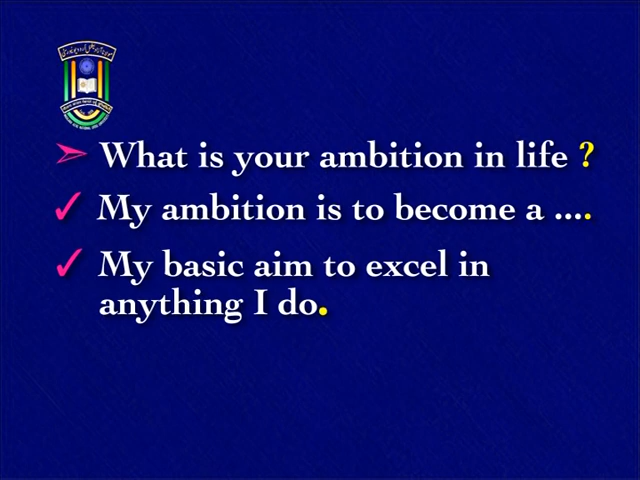 ➣ What is your ambition in life ?
✓ My ambition is to become a ....
✓ My basic aim to excel in
anything I do.